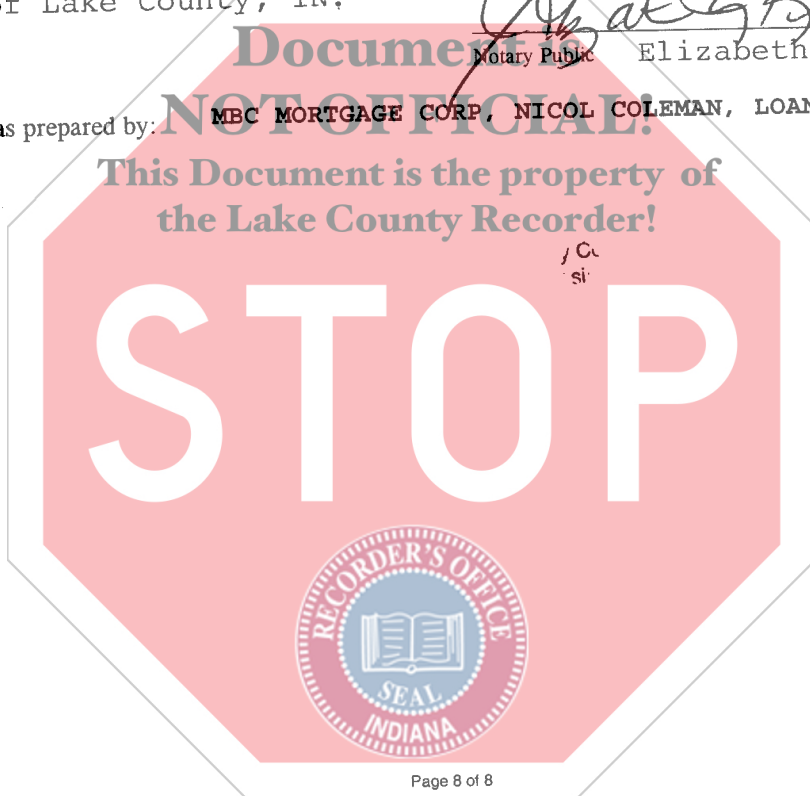 of Lake County, IN.
Document is
Notary Public Elizabeth
NOT OFFICIAL!
as prepared by: MBC MORTGAGE CORP, NICOL COLEMAN, LOAN
This Document is the property of
the Lake County Recorder!
STOP
RECORDER'S OFFICE
SEAL
INDIANA
Page 8 of 8